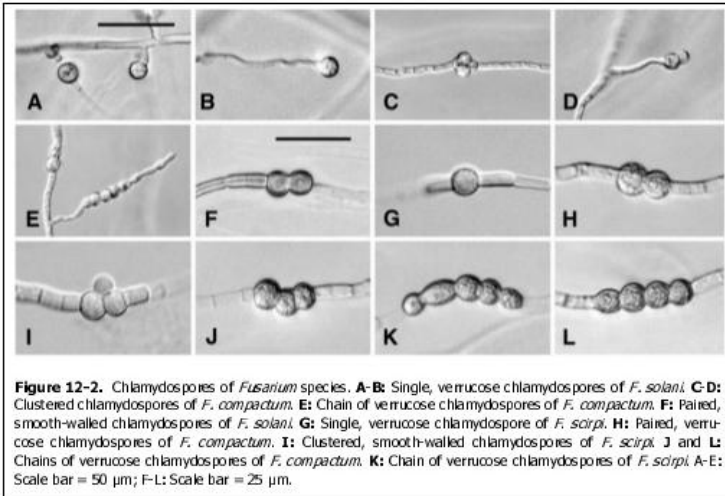 A
B
C
D
E
F
G
H
I
J
K
L
Figure 12-2. Chlamydospores of Fusarium species. A-B: Single, verrucose chlamydospores of F. solani. C-D:
Clustered chlamydospores of F. compactum. E: Chain of verrucose chlamydospores of F. compactum. F: Paired,
smooth-walled chlamydospores of F. solani. G: Single, verrucose chlamydospore of F. scirpi. H: Paired, verru-
cose chlamydospores of F. compactum. I: Clustered, smooth-walled chlamydospores of F. scirpi. J and L:
Chains of verrucose chlamydospores of F. compactum. K: Chain of verrucose chlamydospores of F. scirpi. A-E:
Scale bar = 50 μm; F-L: Scale bar = 25 μm.